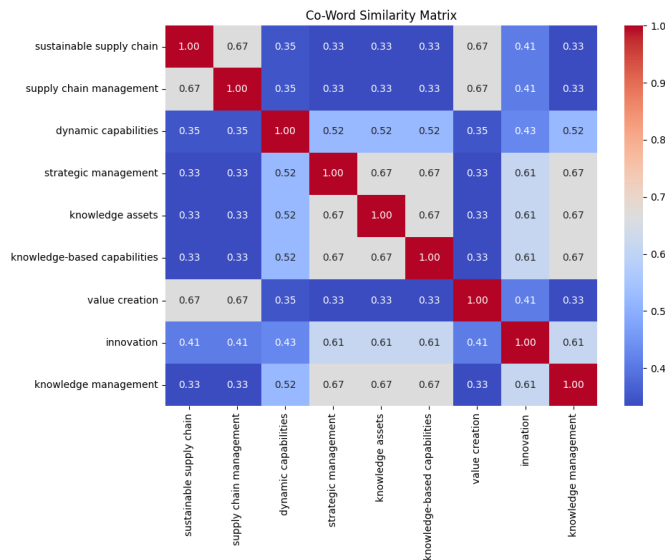 Co-Word Similarity Matrix
sustainable supply chain 1.00 0.67 0.35 0.33 0.33 0.33 0.67 0.41 0.33
supply chain management 0.67 1.00 0.35 0.33 0.33 0.33 0.67 0.41 0.33
dynamic capabilities 0.35 0.35 1.00 0.52 0.52 0.52 0.35 0.43 0.52
strategic management 0.33 0.33 0.52 1.00 0.67 0.67 0.33 0.61 0.67
knowledge assets 0.33 0.33 0.52 0.67 1.00 0.67 0.33 0.61 0.67
knowledge-based capabilities 0.33 0.33 0.52 0.67 0.67 1.00 0.33 0.61 0.67
value creation 0.67 0.67 0.35 0.33 0.33 0.33 1.00 0.41 0.33
innovation 0.41 0.41 0.43 0.61 0.61 0.61 0.41 1.00 0.61
knowledge management 0.33 0.33 0.52 0.67 0.67 0.67 0.33 0.61 1.00
sustainable supply chain
supply chain management
dynamic capabilities
strategic management
knowledge assets
knowledge-based capabilities
value creation
innovation
knowledge management
1.0
0.9
0.8
0.7
0.6
0.5
0.4